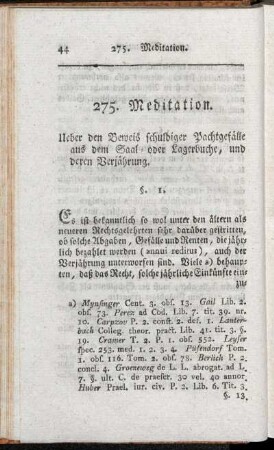 44 275. Meditation.
275. Meditation.
Ueber den Beweis schuldiger Pachtgefälle
aus dem Saal- oder Lagerbuche, und
deren Verjährung.
§. 1.
Es ist bekanntlich so wol unter den ältern als
neueren Rechtsgelehrten sehr darüber gestritten,
ob solche Abgaben, Gefälle und Renten, die jähr-
lich bezahlet werden (annui reditus), auch der
Verjährung unterworfen sind. Viele a) behaup-
ten, daß das Recht, solche jährliche Einkünfte ein-
zu
a) Mynsinger Cent. 3. obs. 13. Gail Lib. 2.
obs. 73. Perez ad Cod. Lib. 7. tit. 39. nr.
10. Carpzov P. 2. const. 2. def. 1. Lauter-
bach Colleg. theor. pract. Lib. 41. tit. 3. §.
19. Cramer T. 2. P. 1. obs. 552. Leyser
spec. 253. med. 1. 2. 3. 4. Pufendorf Tom.
1. obs. 116. Tom. 2. obs. 78. Berlich P. 2.
concl. 4. Groeneweg de L. L. abrogat. ad L.
7. §. ult. C. de praescr. 30 vel. 40 annor
Huber Prael. iur. civ. P. 2. Lib. 6. Tit. 3.
§. 13